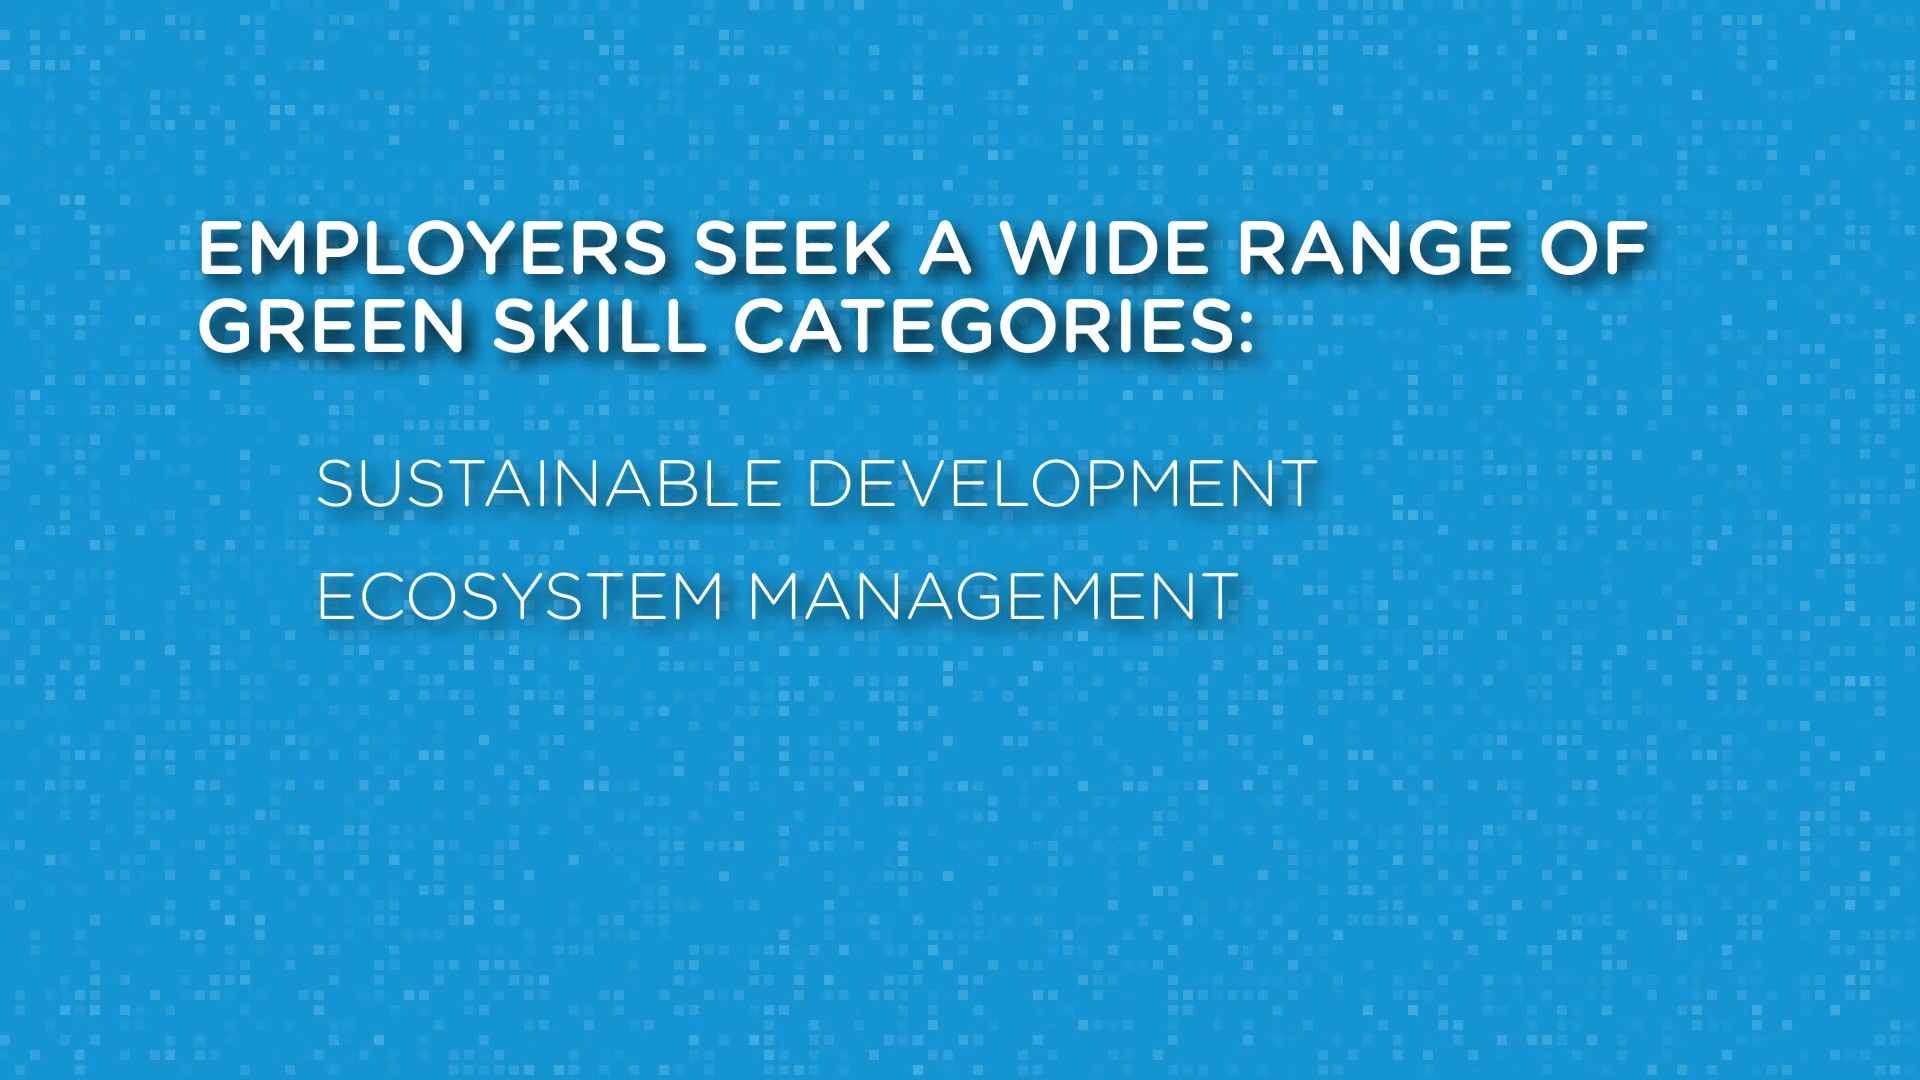 EMPLOYERS SEEK A WIDE RANGE OF
GREEN SKILL CATEGORIES:
SUSTAINABLE DEVELOPMENT
ECOSYSTEM MANAGEMENT